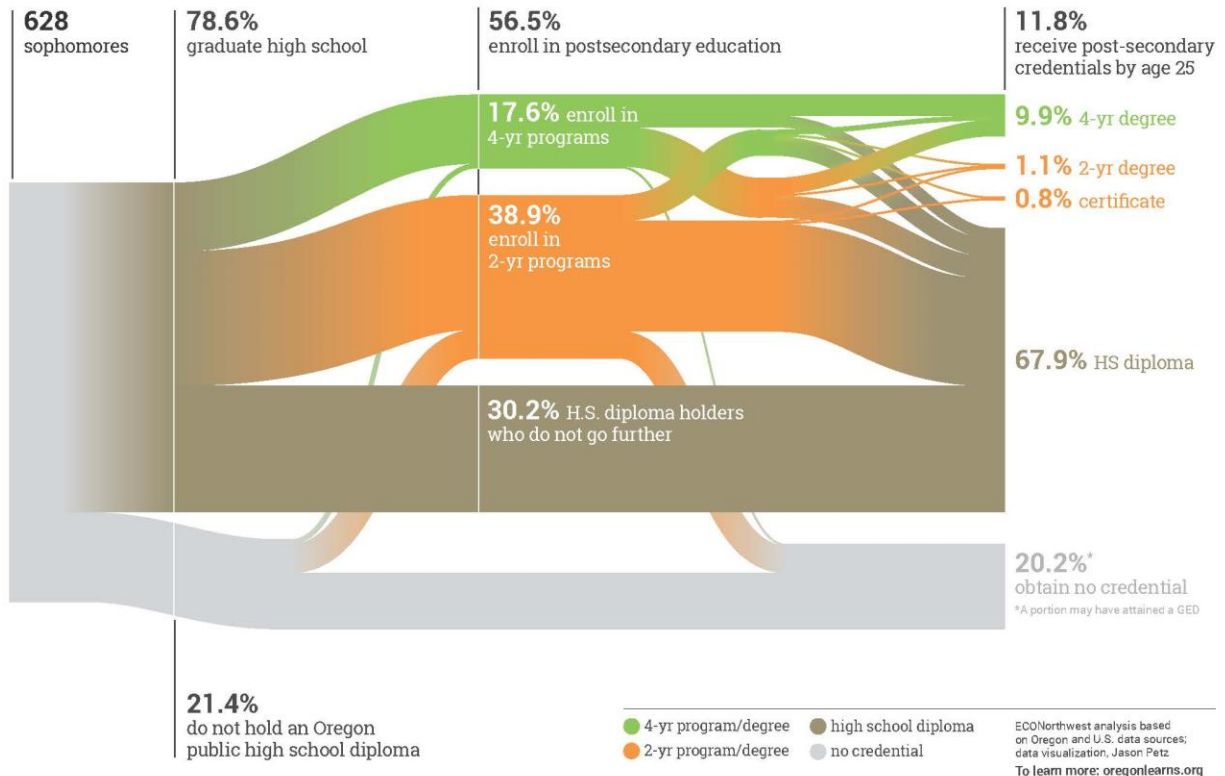 628
sophomores
78.6%
graduate high school
56.5%
enroll in postsecondary education
11.8%
receive post-secondary
credentials by age 25
17.6% enroll in
4-yr programs
9.9% 4-yr degree
1.1% 2-yr degree
0.8% certificate
38.9%
enroll in
2-yr programs
67.9% HS diploma
30.2% H.S. diploma holders
who do not go further
20.2%*
obtain no credential
*A portion may have attained a GED
21.4%
do not hold an Oregon
public high school diploma
4-yr program/degree
high school diploma
2-yr program/degree
no credential
ECONorthwest analysis based
on Oregon and U.S. data sources;
data visualization, Jason Petz
To learn more: oregonlearns.org